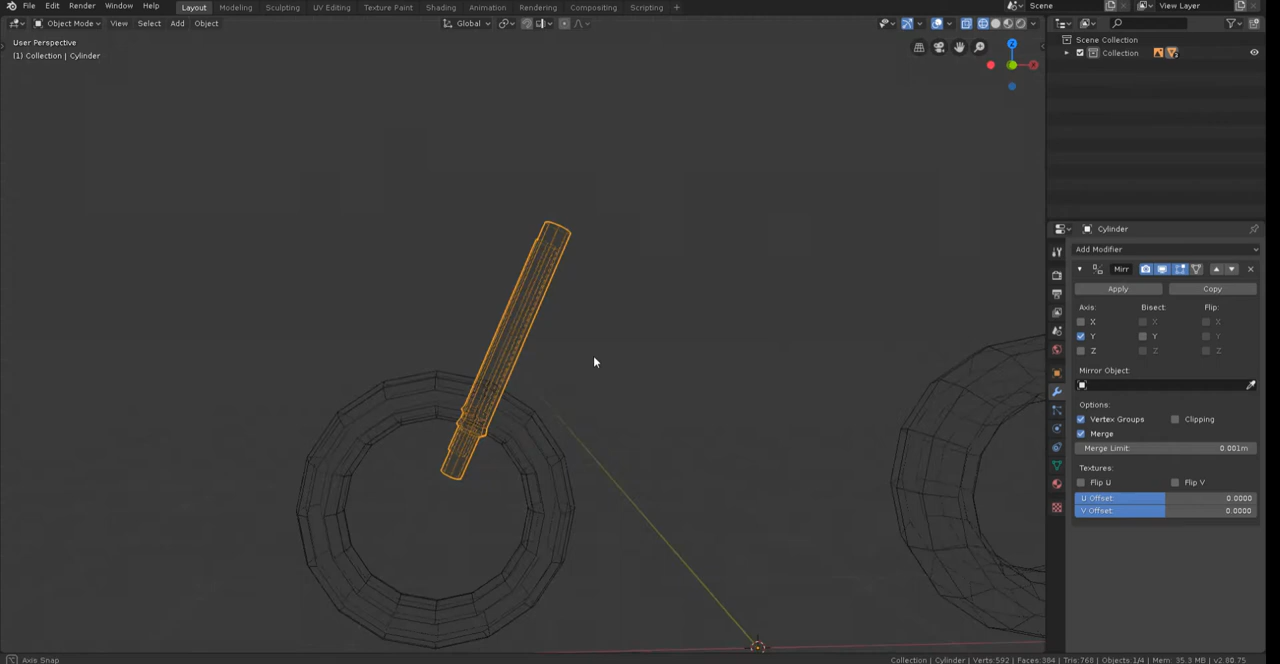 File Edit Render Window Help Layout Modeling Sculpting UV Editing Texture Paint Shading Animation Rendering Compositing Scripting + Scene View Layer
Object Mode View Select Add Object Global
User Perspective
(1) Collection | Cylinder
Z
Scene Collection
Collection
Cylinder
Add Modifier
Mirr
Apply Copy
Axis: Bisect: Flip:
X X X
Y Y Y
Z Z Z
Mirror Object:
Options:
Vertex Groups Clipping
Merge
Merge Limit: 0.001m
Textures:
Flip U Flip V
U Offset: 0.0000
V Offset: 0.0000
Axis Snap
Collection | Cylinder | Verts:592 | Faces:384 | Tris:768 | Objects:1/4 | Mem: 35.3 MB | v2.80.75